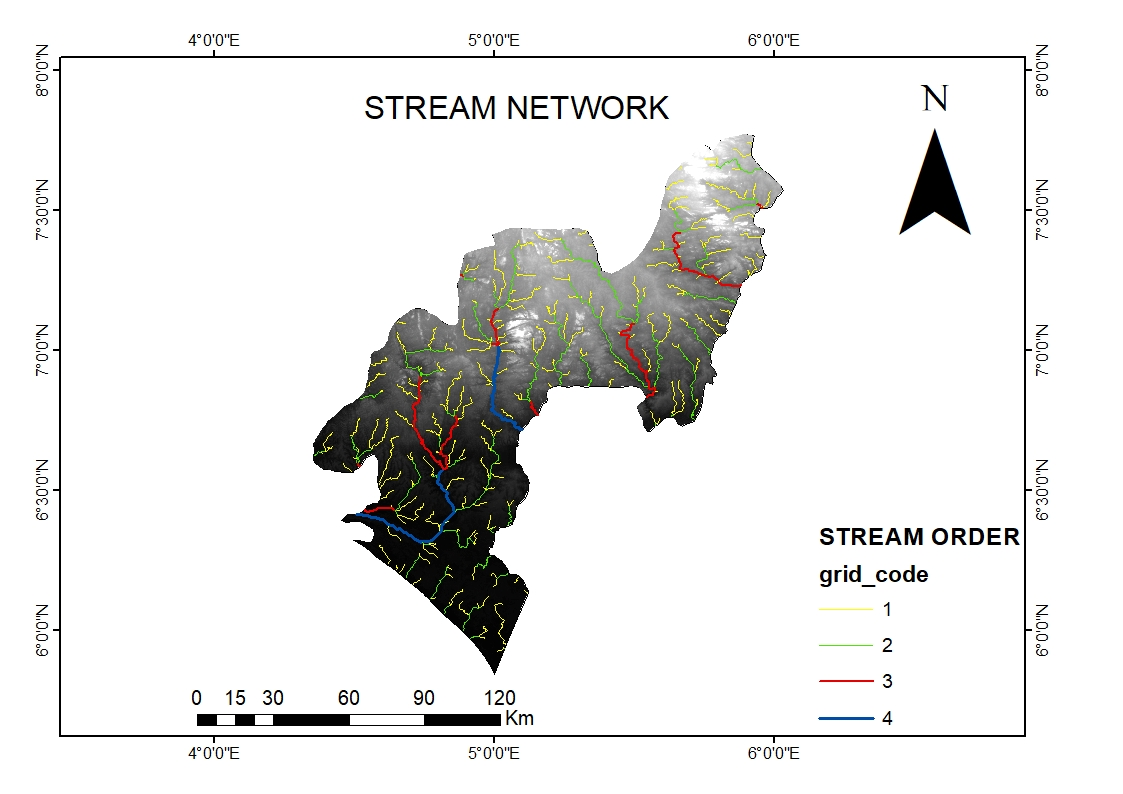 4°0'0"E 5°0'0"E 6°0'0"E
8°0'0"N 8°0'0"N
STREAM NETWORK
N
7°30'0"N 7°30'0"N
7°0'0"N 7°0'0"N
6°30'0"N 6°30'0"N
STREAM ORDER
grid_code
1
6°0'0"N 6°0'0"N
2
3
0 15 30 60 90 120
Km
4
4°0'0"E 5°0'0"E 6°0'0"E